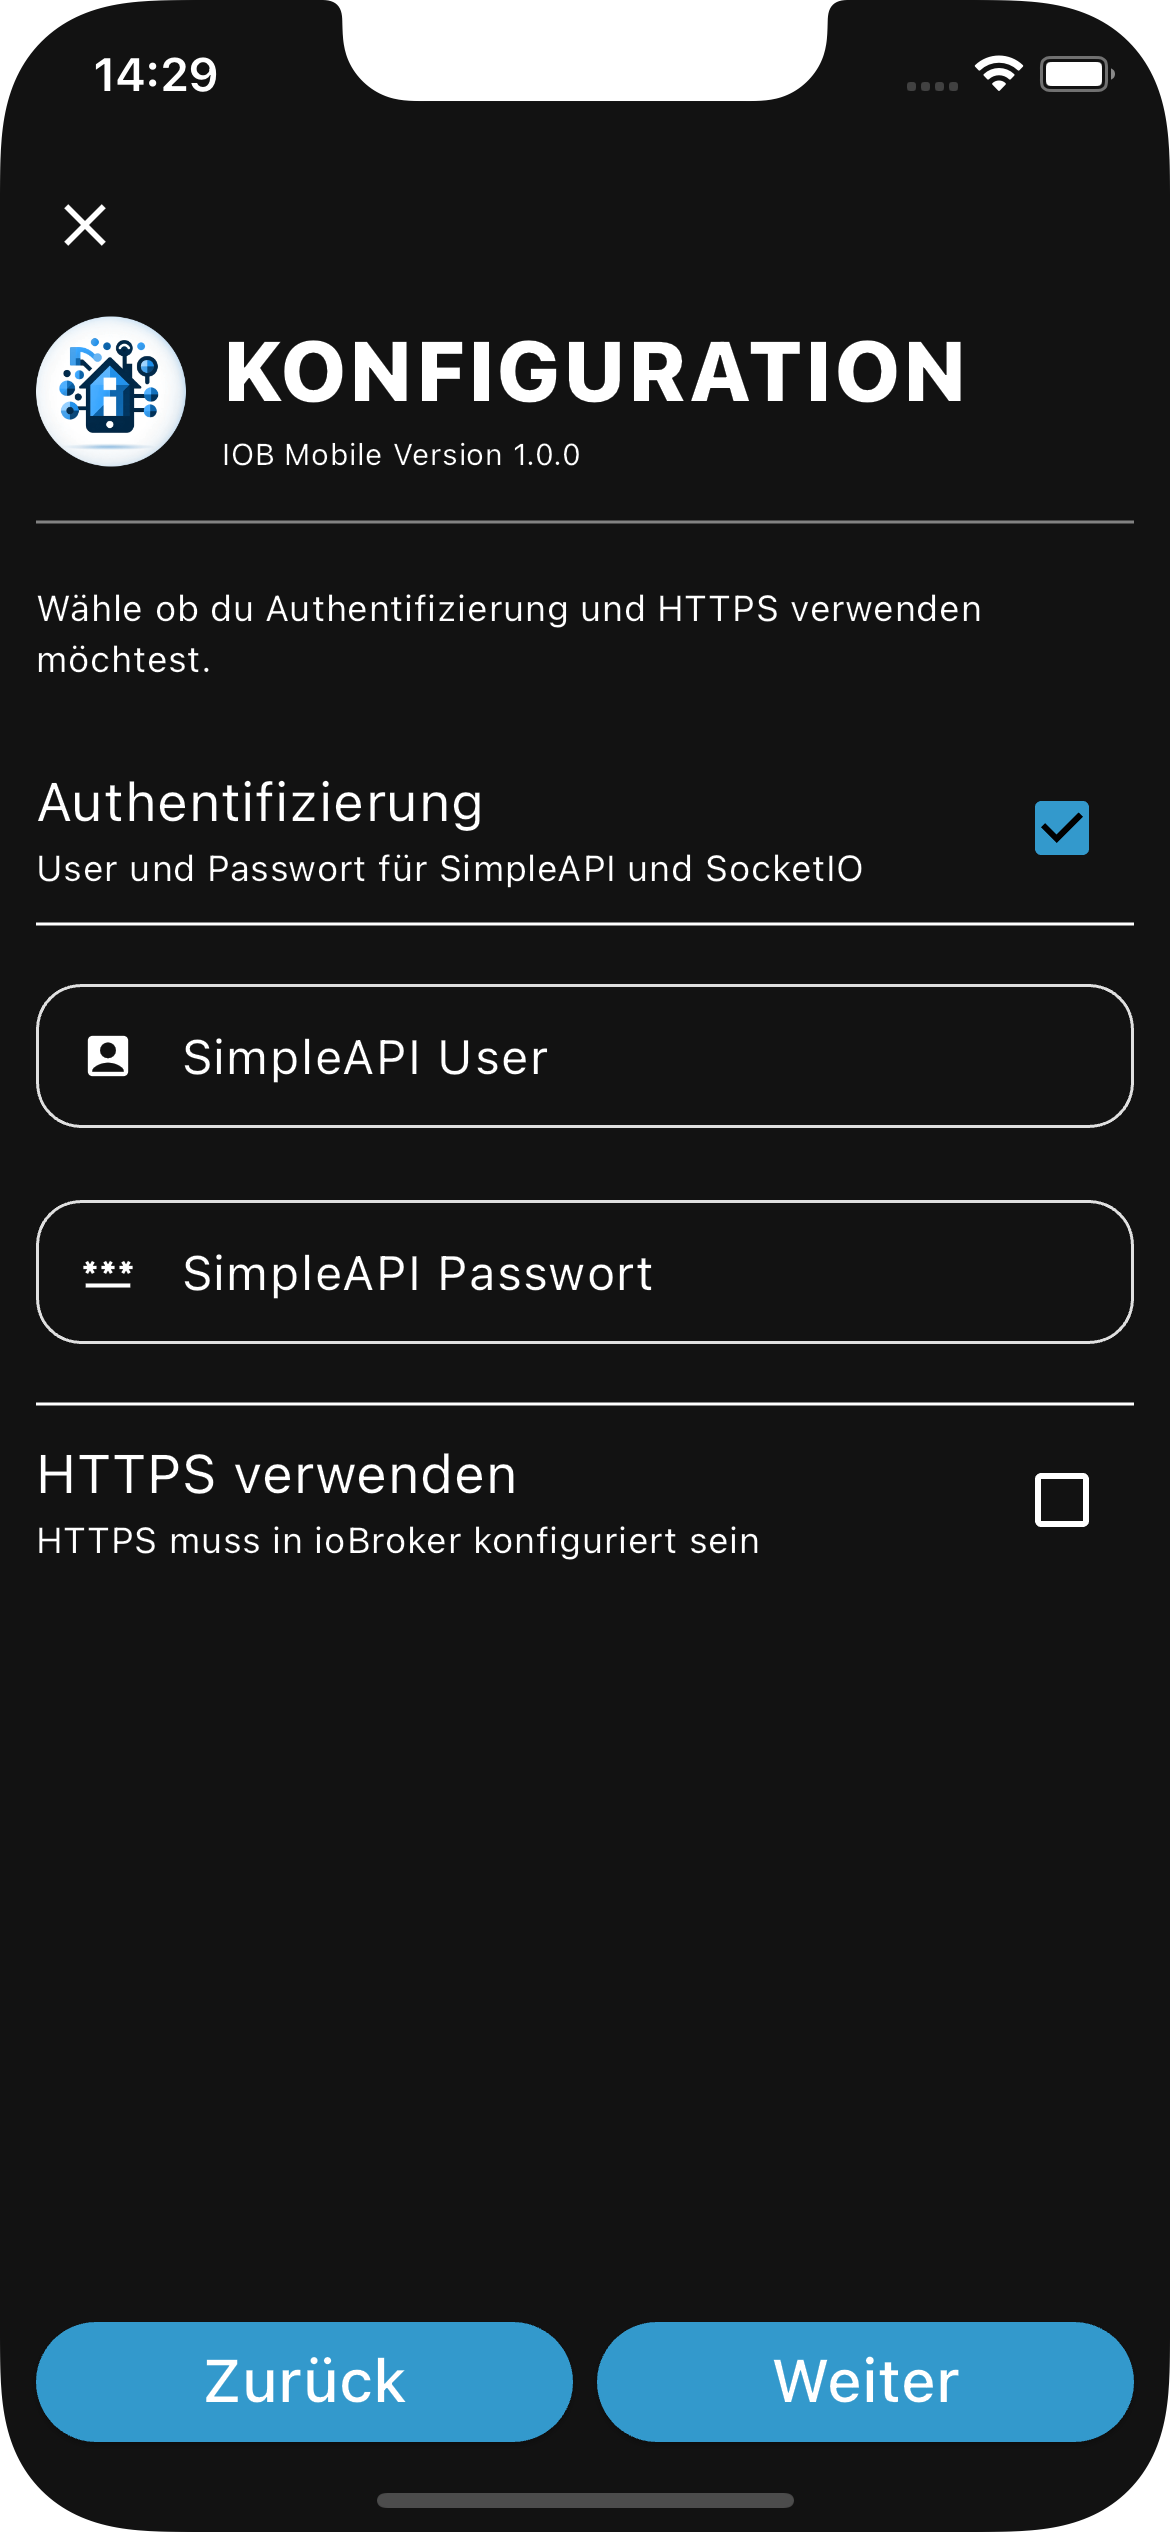 14:29
KONFIGURATION
IOB Mobile Version 1.0.0
Wähle ob du Authentifizierung und HTTPS verwenden
möchtest.
Authentifizierung
User und Passwort für SimpleAPI und SocketIO
SimpleAPI User
SimpleAPI Passwort
HTTPS verwenden
HTTPS muss in ioBroker konfiguriert sein
Zurück
Weiter